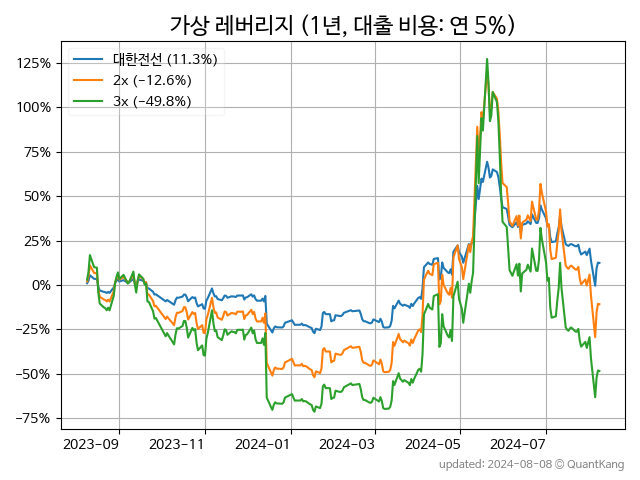 가상 레버리지 (1년, 대출 비용: 연 5%)
대한전선 (11.3%)
2x (−12.6%)
3x (−49.8%)
125%
100%
75%
50%
25%
0%
−25%
−50%
−75%
2023-09 2023-11 2024-01 2024-03 2024-05 2024-07
updated: 2024-08-08 © QuantKang